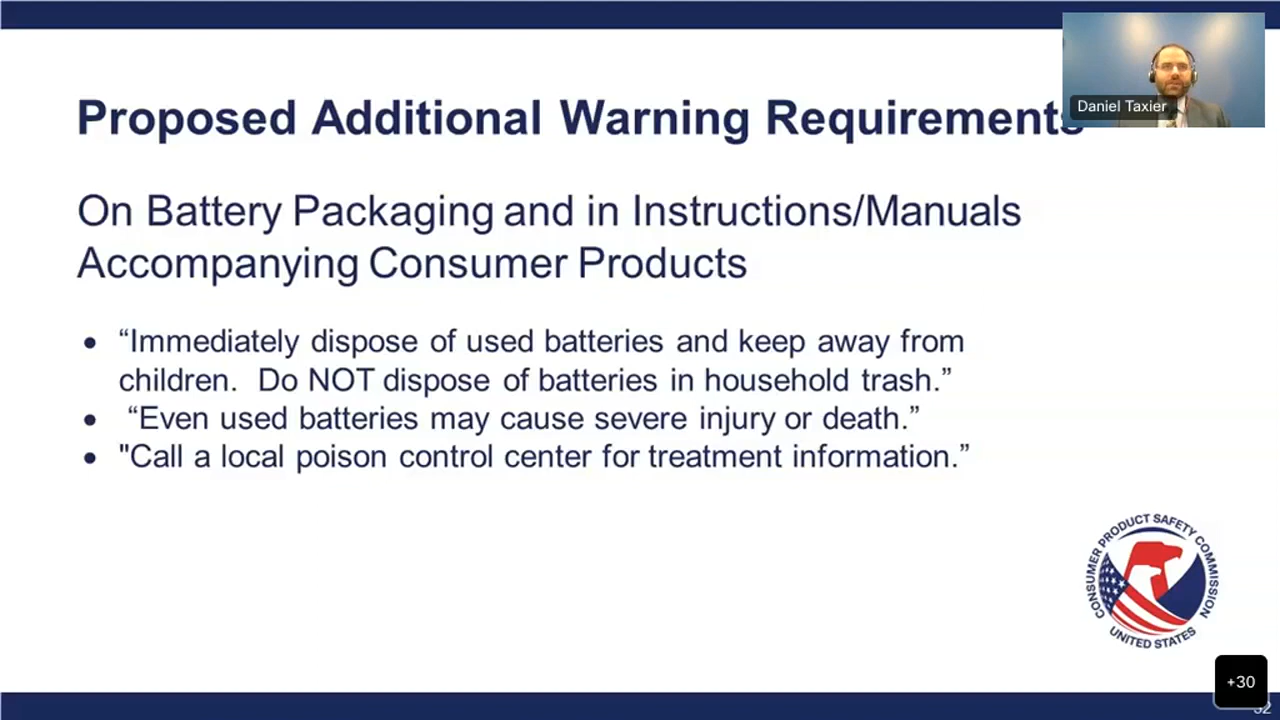 Proposed Additional Warning Requirements
Daniel Taxier
On Battery Packaging and in Instructions/Manuals
Accompanying Consumer Products
• “Immediately dispose of used batteries and keep away from
children.  Do NOT dispose of batteries in household trash.”
• “Even used batteries may cause severe injury or death.”
• "Call a local poison control center for treatment information.”
CONSUMER PRODUCT SAFETY COMMISSION
UNITED STATES
+30